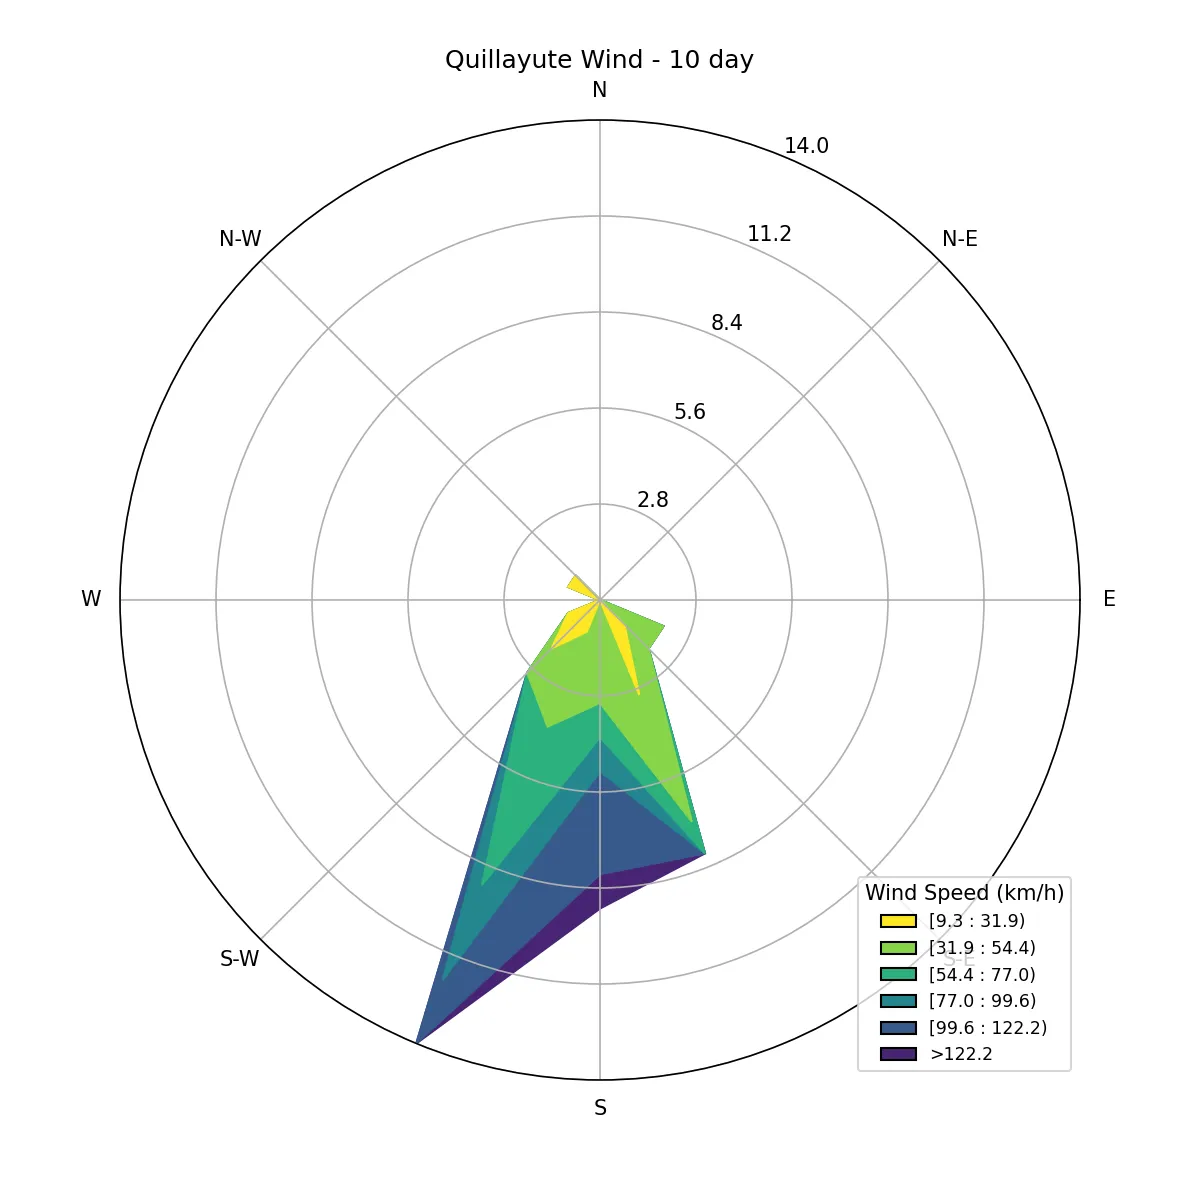 Quillayute Wind - 10 day
N
14.0
N-W
11.2
N-E
8.4
5.6
2.8
W
E
Wind Speed (km/h)
[9.3 : 31.9)
[31.9 : 54.4)
S-W
S-E
[54.4 : 77.0)
[77.0 : 99.6)
[99.6 : 122.2)
>122.2
S